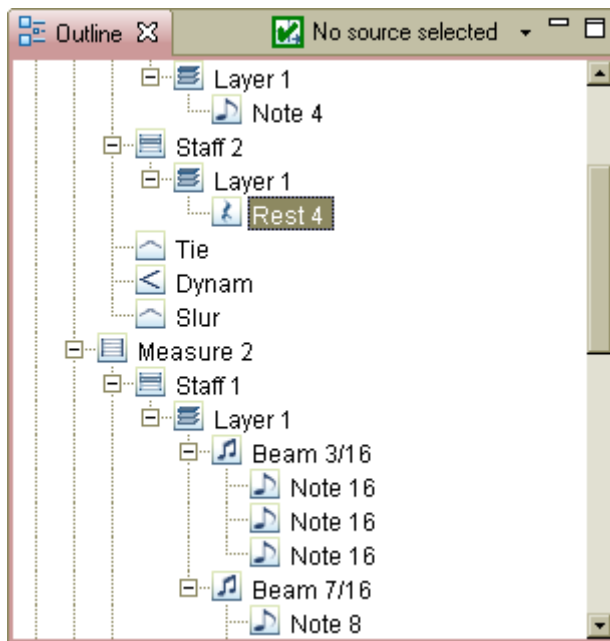 Outline No source selected
Layer 1
Note 4
Staff 2
Layer 1
Rest 4
Tie
Dynam
Slur
Measure 2
Staff 1
Layer 1
Beam 3/16
Note 16
Note 16
Note 16
Beam 7/16
Note 8